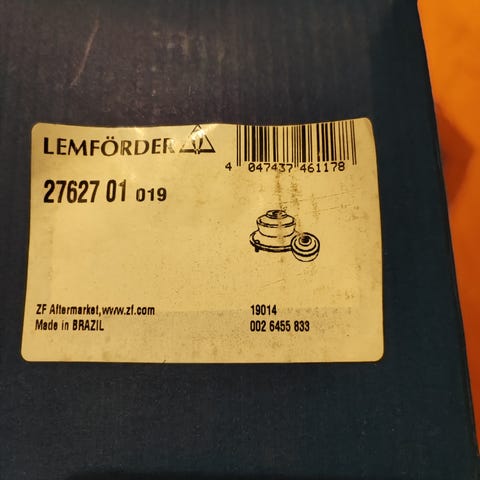 LEMFÖRDER
4 047437 461178
27627 01 019
ZF Aftermarket, www.zf.com
Made in BRAZIL
19014
002 6455 833